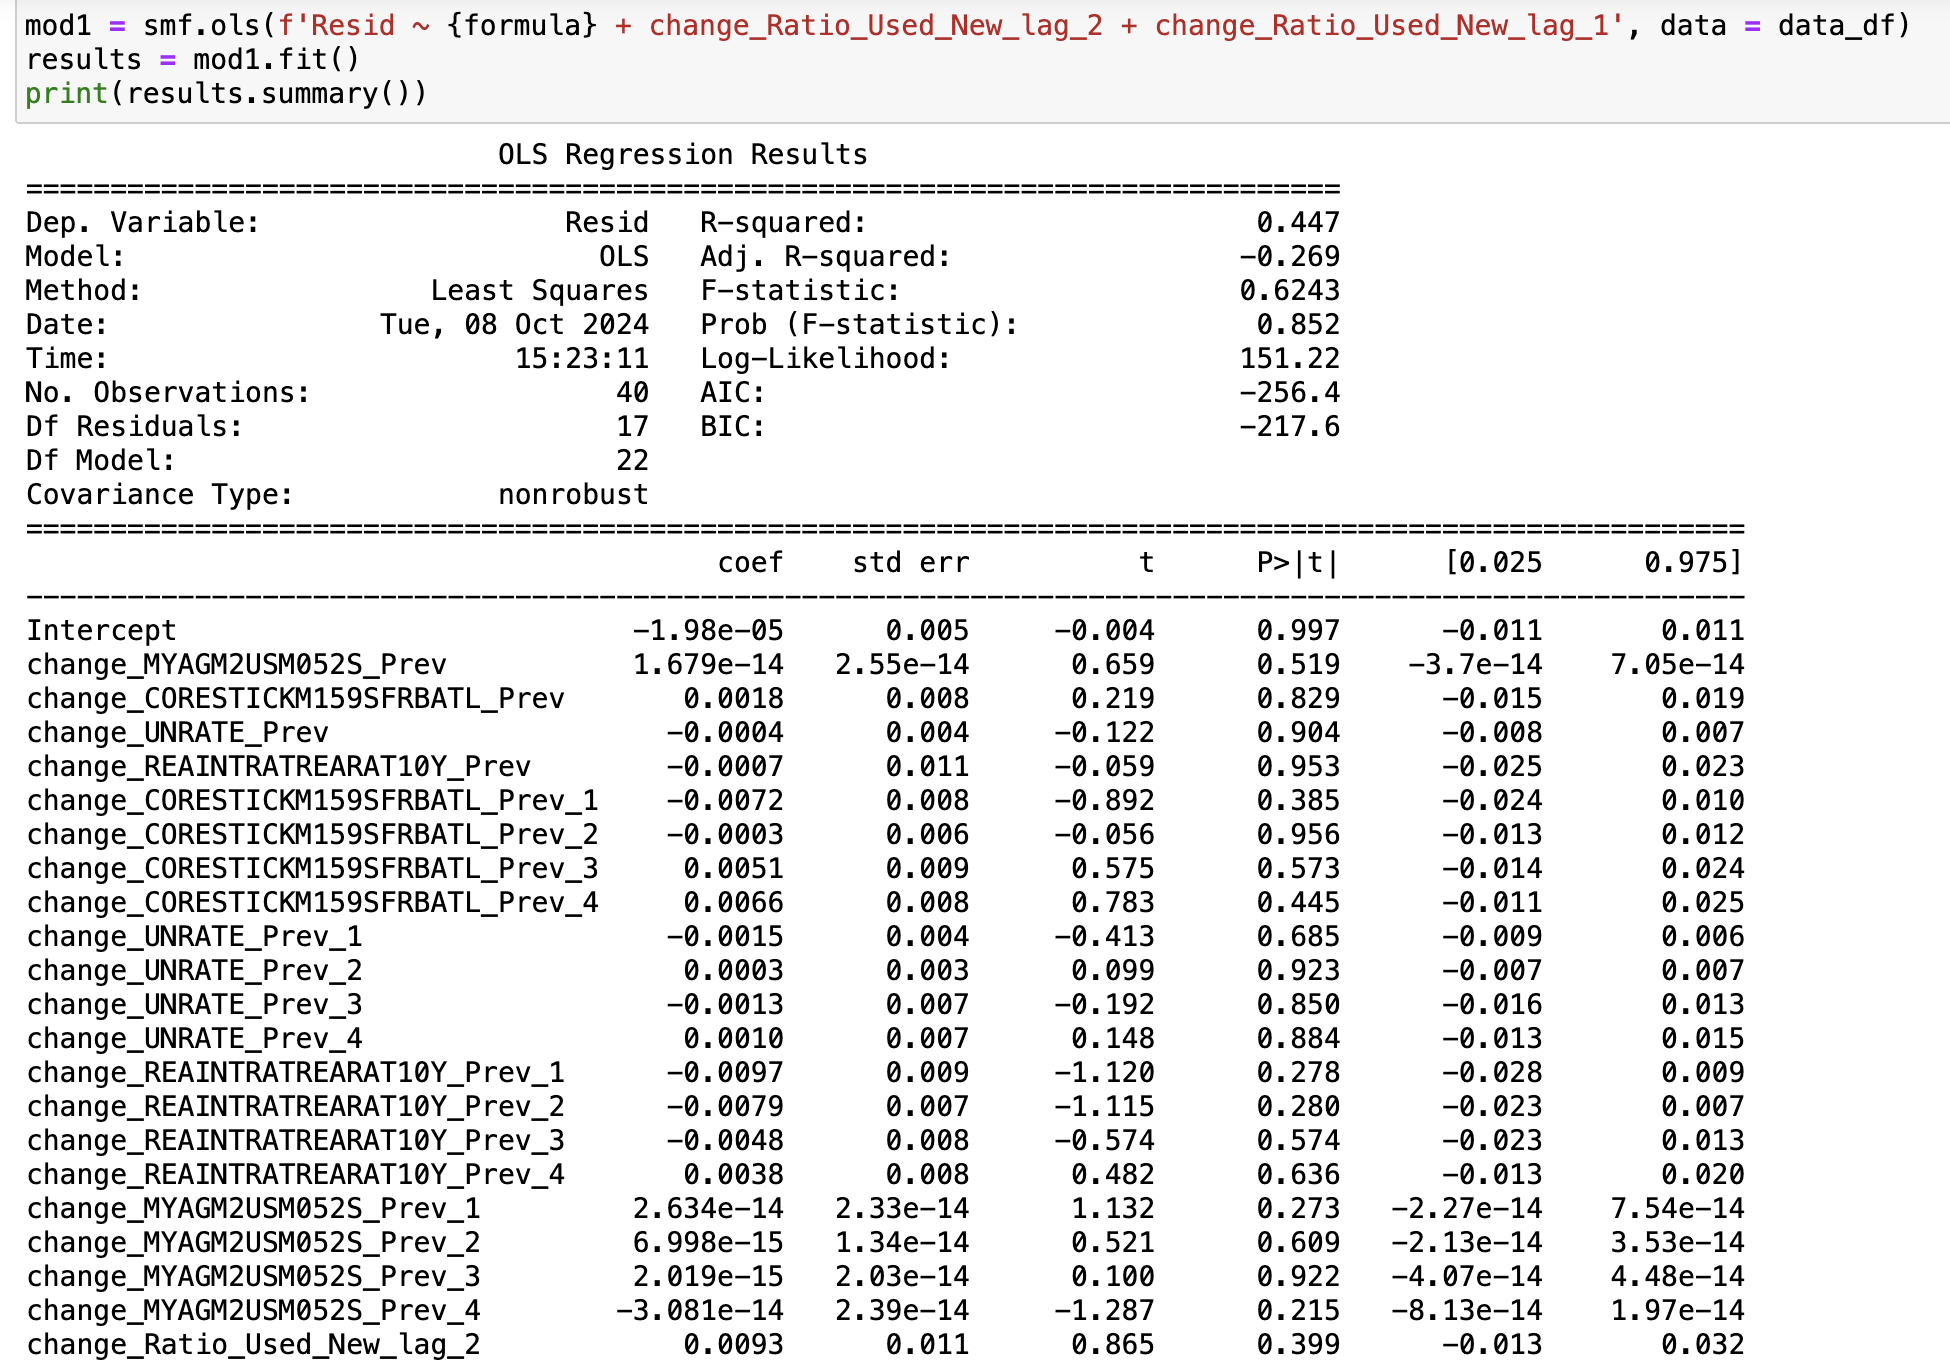 mod1 = smf.ols(f'Resid ~ {formula} + change_Ratio_Used_New_lag_2 + change_Ratio_Used_New_lag_1', data = data_df)
results = mod1.fit()
print(results.summary())
OLS Regression Results
==============================================================================
Dep. Variable: Resid R-squared: 0.447
Model: OLS Adj. R-squared: -0.269
Method: Least Squares F-statistic: 0.6243
Date: Tue, 08 Oct 2024 Prob (F-statistic): 0.852
Time: 15:23:11 Log-Likelihood: 151.22
No. Observations: 40 AIC: -256.4
Df Residuals: 17 BIC: -217.6
Df Model: 22
Covariance Type: nonrobust
======================================================================================================
coef std err t P>|t| [0.025 0.975]
------------------------------------------------------------------------------------------------------
Intercept -1.98e-05 0.005 -0.004 0.997 -0.011 0.011
change_MYAGM2USM052S_Prev 1.679e-14 2.55e-14 0.659 0.519 -3.7e-14 7.05e-14
change_CORESTICKM159SFRBATL_Prev 0.0018 0.008 0.219 0.829 -0.015 0.019
change_UNRATE_Prev -0.0004 0.004 -0.122 0.904 -0.008 0.007
change_REAINTRATREARAT10Y_Prev -0.0007 0.011 -0.059 0.953 -0.025 0.023
change_CORESTICKM159SFRBATL_Prev_1 -0.0072 0.008 -0.892 0.385 -0.024 0.010
change_CORESTICKM159SFRBATL_Prev_2 -0.0003 0.006 -0.056 0.956 -0.013 0.012
change_CORESTICKM159SFRBATL_Prev_3 0.0051 0.009 0.575 0.573 -0.014 0.024
change_CORESTICKM159SFRBATL_Prev_4 0.0066 0.008 0.783 0.445 -0.011 0.025
change_UNRATE_Prev_1 -0.0015 0.004 -0.413 0.685 -0.009 0.006
change_UNRATE_Prev_2 0.0003 0.003 0.099 0.923 -0.007 0.007
change_UNRATE_Prev_3 -0.0013 0.007 -0.192 0.850 -0.016 0.013
change_UNRATE_Prev_4 0.0010 0.007 0.148 0.884 -0.013 0.015
change_REAINTRATREARAT10Y_Prev_1 -0.0097 0.009 -1.120 0.278 -0.028 0.009
change_REAINTRATREARAT10Y_Prev_2 -0.0079 0.007 -1.115 0.280 -0.023 0.007
change_REAINTRATREARAT10Y_Prev_3 -0.0048 0.008 -0.574 0.574 -0.023 0.013
change_REAINTRATREARAT10Y_Prev_4 0.0038 0.008 0.482 0.636 -0.013 0.020
change_MYAGM2USM052S_Prev_1 2.634e-14 2.33e-14 1.132 0.273 -2.27e-14 7.54e-14
change_MYAGM2USM052S_Prev_2 6.998e-15 1.34e-14 0.521 0.609 -2.13e-14 3.53e-14
change_MYAGM2USM052S_Prev_3 2.019e-15 2.03e-14 0.100 0.922 -4.07e-14 4.48e-14
change_MYAGM2USM052S_Prev_4 -3.081e-14 2.39e-14 -1.287 0.215 -8.13e-14 1.97e-14
change_Ratio_Used_New_lag_2 0.0093 0.011 0.865 0.399 -0.013 0.032